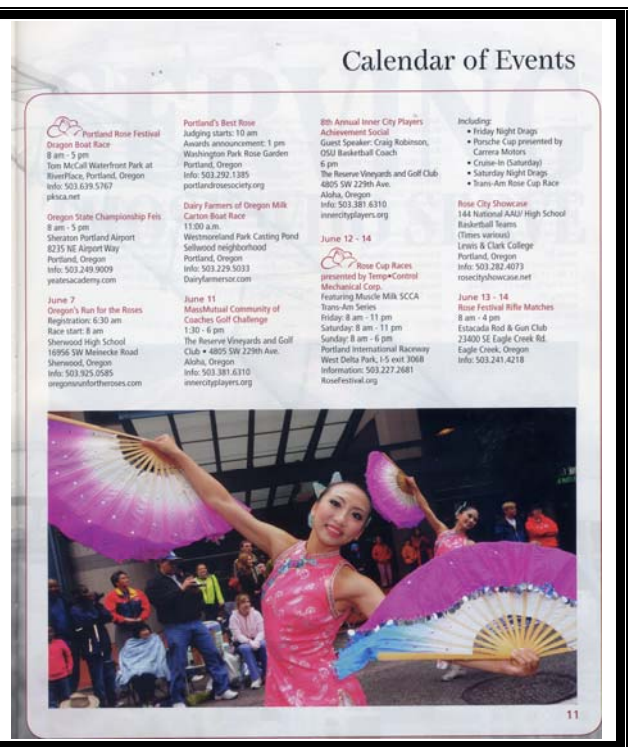 Calendar of Events
Portland Rose Festival
Dragon Boat Race
8 am - 5 pm
Tom McCall Waterfront Park at
RiverPlace, Portland, Oregon
Info: 503.639.5767
pksca.net
Oregon State Championship Feis
8 am - 5 pm
Sheraton Portland Airport
8235 NE Airport Way
Portland, Oregon
Info: 503.249.9009
yeatesacademy.com
June 7
Oregon's Run for the Roses
Registration: 6:30 am
Race start: 8 am
Sherwood High School
16956 SW Meinecke Road
Sherwood, Oregon
Info: 503.925.0585
oregonsrunfortheroses.com
Portland's Best Rose
Judging starts: 10 am
Awards announcement: 1 pm
Washington Park Rose Garden
Portland, Oregon
Info: 503.292.1385
portlandrosesociety.org
Dairy Farmers of Oregon Milk
Carton Boat Race
11:00 a.m.
Westmoreland Park Casting Pond
Sellwood neighborhood
Portland, Oregon
Info: 503.229.5033
Dairyfarmersor.com
June 11
MassMutual Community of
Coaches Golf Challenge
1:30 - 6 pm
The Reserve Vineyards and Golf
Club • 4805 SW 229th Ave.
Aloha, Oregon
Info: 503.381.6310
innercityplayers.org
8th Annual Inner City Players
Achievement Social
Guest Speaker: Craig Robinson,
OSU Basketball Coach
6 pm
The Reserve Vineyards and Golf Club
4805 SW 229th Ave.
Aloha, Oregon
Info: 503.381.6310
innercityplayers.org
June 12 - 14
Rose Cup Races
presented by Temp•Control
Mechanical Corp.
Featuring Muscle Milk SCCA
Trans-Am Series
Friday: 8 am - 11 pm
Saturday: 8 am - 11 pm
Sunday: 8 am - 6 pm
Portland International Raceway
West Delta Park, I-5 exit 306B
Information: 503.227.2681
RoseFestival.org
Including:
• Friday Night Drags
• Porsche Cup presented by
Carrera Motors
• Cruise-In (Saturday)
• Saturday Night Drags
• Trans-Am Rose Cup Race
Rose City Showcase
144 National AAU/ High School
Basketball Teams
(Times various)
Lewis & Clark College
Portland, Oregon
Info: 503.282.4073
rosecityshowcase.net
June 13 - 14
Rose Festival Rifle Matches
8 am - 4 pm
Estacada Rod & Gun Club
23400 SE Eagle Creek Rd.
Eagle Creek, Oregon
Info: 503.241.4218
11